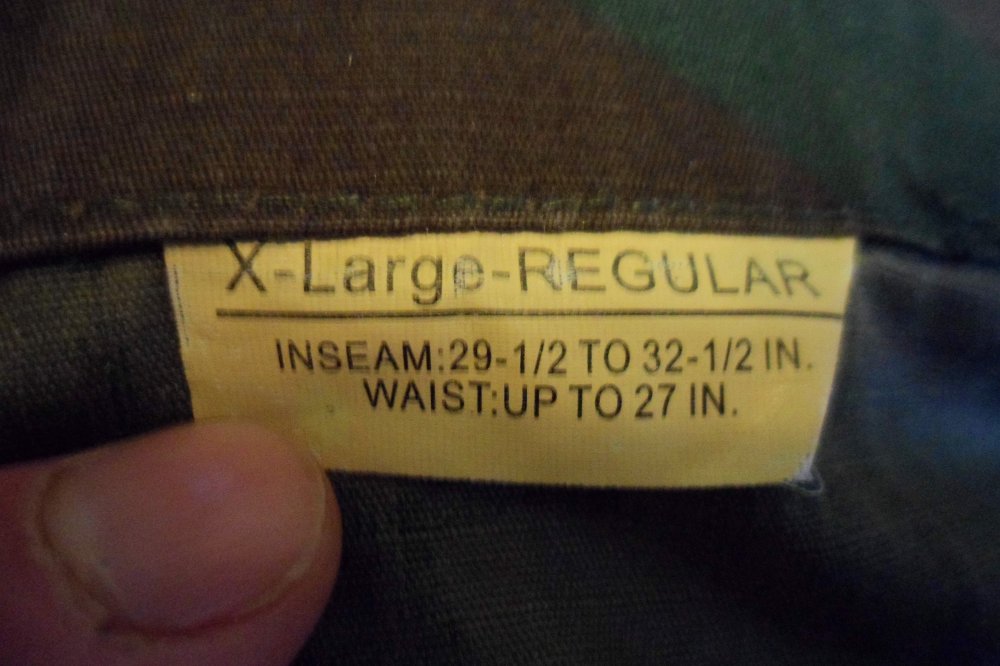 X-Large-REGULAR
INSEAM:29-1/2 TO 32-1/2 IN.
WAIST:UP TO 27 IN.